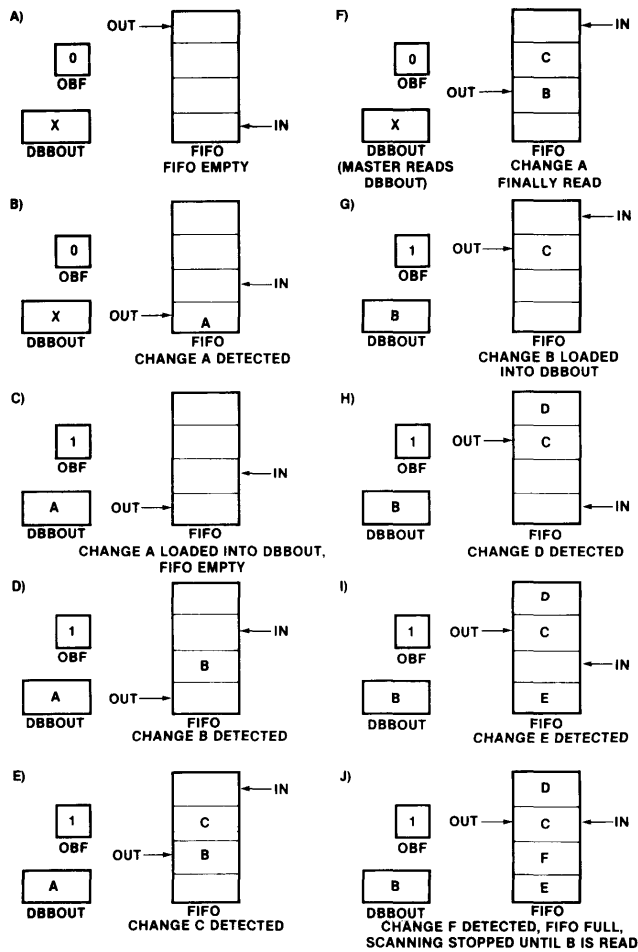 A)
OUT
0
OBF
X
DBBOUT
IN
FIFO
FIFO EMPTY
B)
0
OBF
IN
X
OUT
A
DBBOUT
FIFO
CHANGE A DETECTED
C)
1
OBF
IN
A
OUT
DBBOUT
FIFO
CHANGE A LOADED INTO DBBOUT,
FIFO EMPTY
D)
1
OBF
IN
B
A
OUT
DBBOUT
FIFO
CHANGE B DETECTED
E)
IN
1
OBF
C
OUT
B
A
DBBOUT
FIFO
CHANGE C DETECTED
F)
IN
0
OBF
C
OUT
B
X
DBBOUT
(MASTER READS
DBBOUT)
FIFO
CHANGE A
FINALLY READ
G)
IN
1
OBF
OUT
C
B
DBBOUT
FIFO
CHANGE B LOADED
INTO DBBOUT
H)
D
1
OBF
OUT
C
B
IN
DBBOUT
FIFO
CHANGE D DETECTED
I)
D
1
OBF
OUT
C
IN
B
E
DBBOUT
FIFO
CHANGE E DETECTED
J)
D
1
OBF
OUT
C
IN
F
B
E
DBBOUT
FIFO
CHANGE F DETECTED, FIFO FULL,
SCANNING STOPPED UNTIL B IS READ